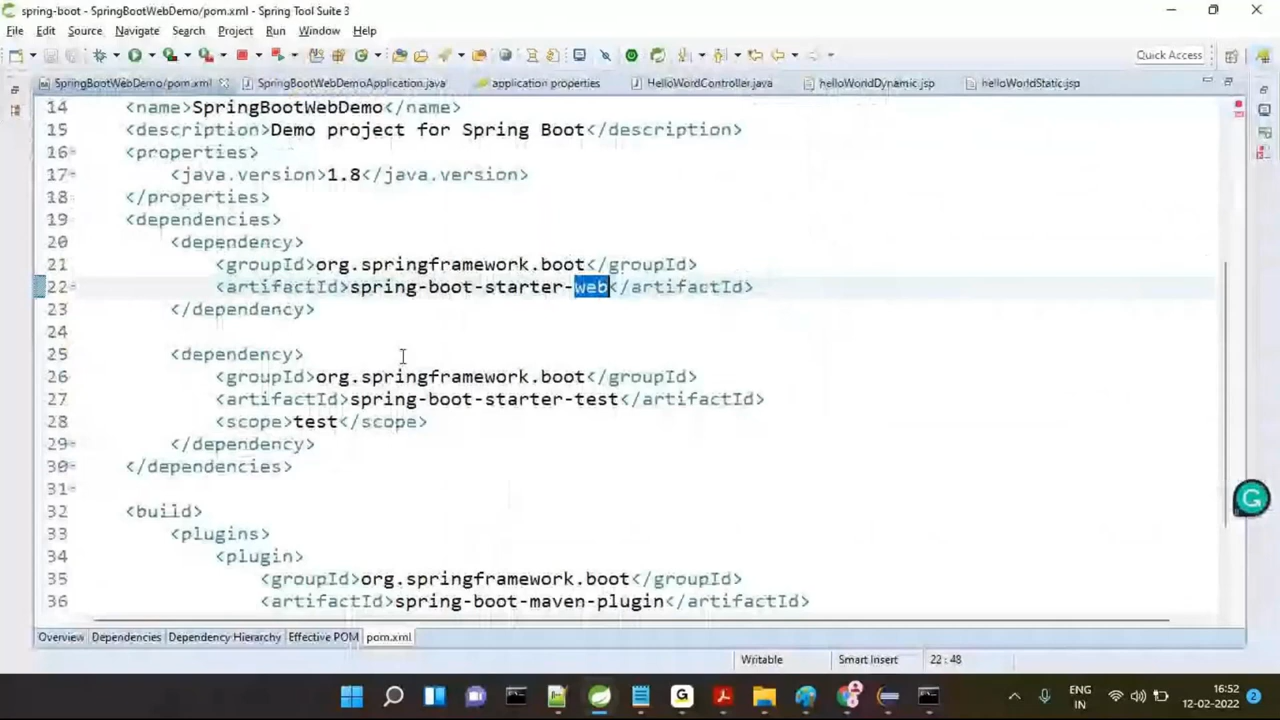 spring-boot - SpringBootWebDemo/pom.xml - Spring Tool Suite 3
File Edit Source Navigate Search Project Run Window Help
Quick Access
SpringBootWebDemo/pom.xml SpringBootWebDemoApplication.java application properties HelloWordController.java helloWorldDynamic.jsp helloWorldStatic.jsp
14 <name>SpringBootWebDemo</name>
15 <description>Demo project for Spring Boot</description>
16 <properties>
17 <java.version>1.8</java.version>
18 </properties>
19 <dependencies>
20 <dependency>
21 <groupId>org.springframework.boot</groupId>
22 <artifactId>spring-boot-starter-web</artifactId>
23 </dependency>
24
25 <dependency>
26 <groupId>org.springframework.boot</groupId>
27 <artifactId>spring-boot-starter-test</artifactId>
28 <scope>test</scope>
29 </dependency>
30 </dependencies>
31
32 <build>
33 <plugins>
34 <plugin>
35 <groupId>org.springframework.boot</groupId>
36 <artifactId>spring-boot-maven-plugin</artifactId>
Overview Dependencies Dependency Hierarchy Effective POM pom.xml
Writable Smart Insert 22 : 48
ENG 16:52
IN 12-02-2022 2